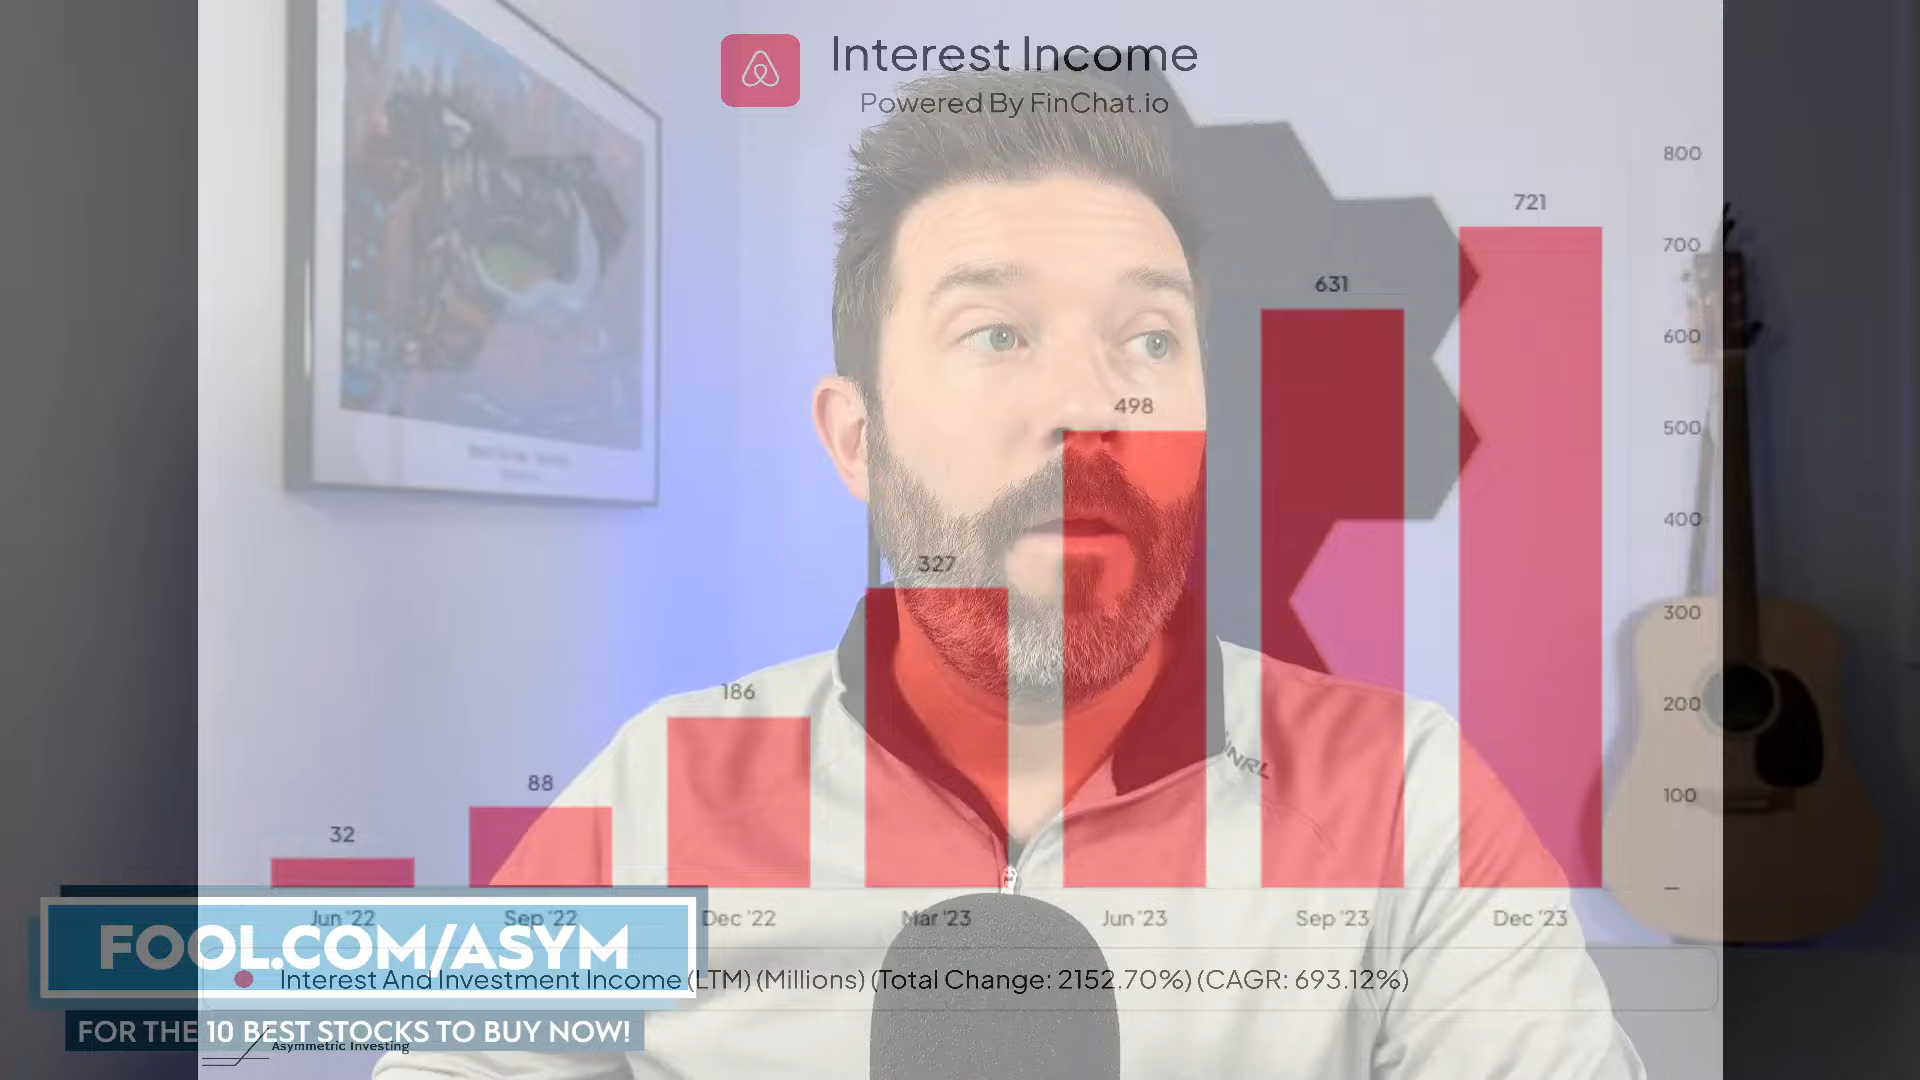 Interest Income
Powered By FinChat.io
800
721
700
631
600
498
500
400
327
300
186
200
88
100
32
Jun '22
Sep '22
Dec '22
Mar '23
Jun '23
Sep '23
Dec '23
FOOL.COM/ASYM
Interest And Investment Income (LTM) (Millions) (Total Change: 2152.70%) (CAGR: 693.12%)
FOR THE 10 BEST STOCKS TO BUY NOW!
Asymmetric Investing